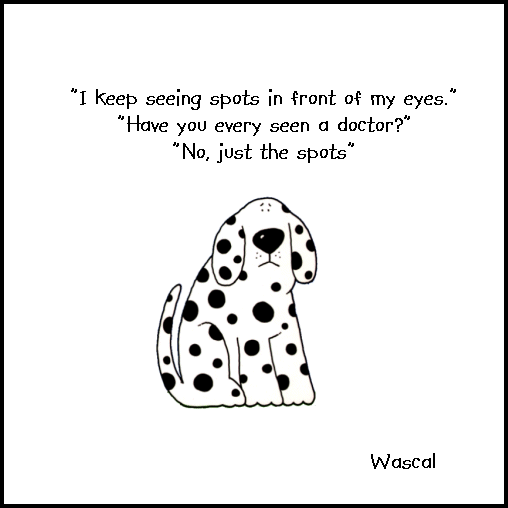 "I keep seeing spots in front of my eyes."
"Have you every seen a doctor?"
"No, just the spots"
Wascal